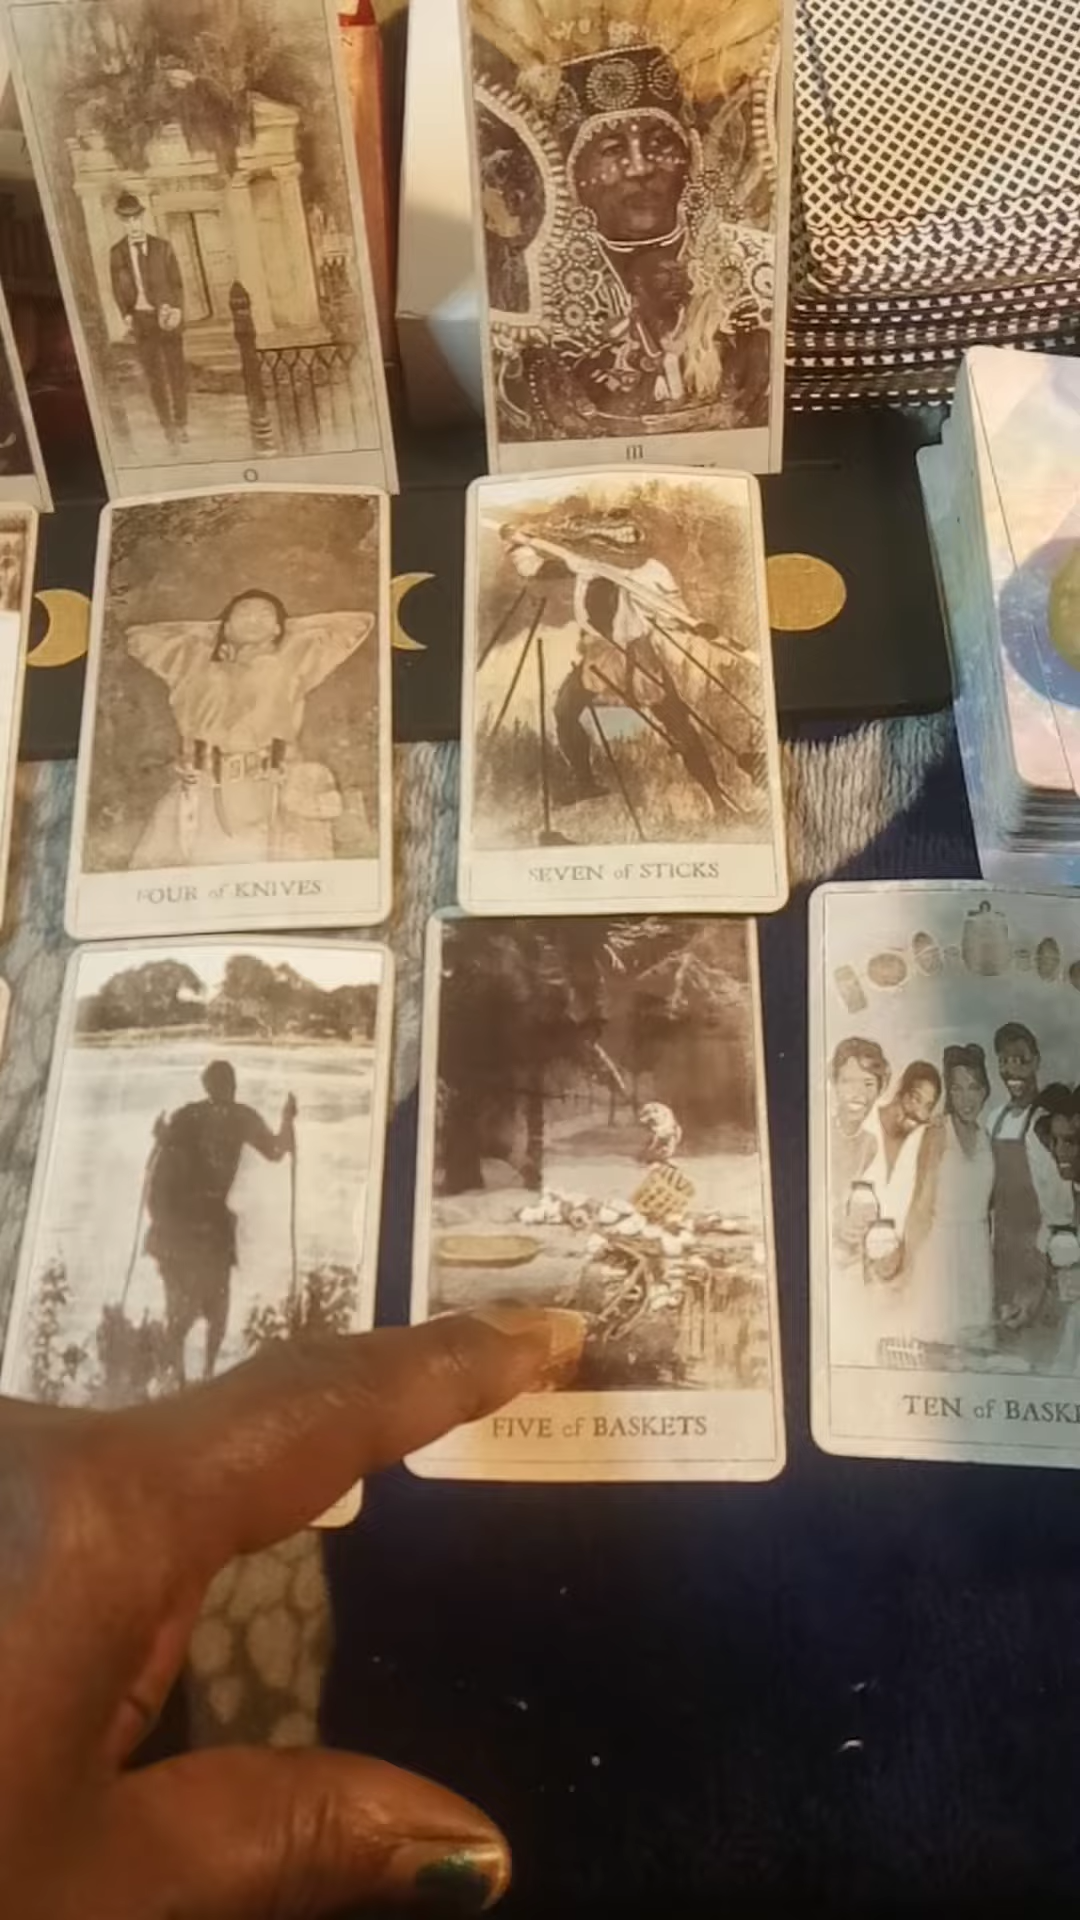 O
III
FOUR of KNIVES
SEVEN of STICKS
FIVE of BASKETS
TEN of BASKE